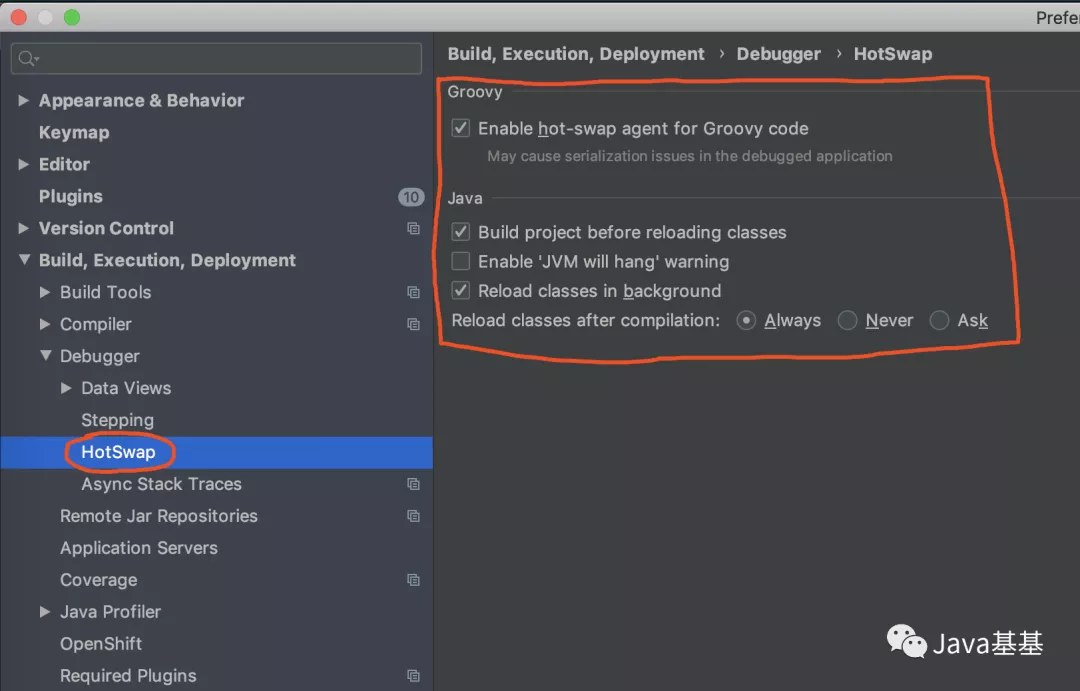 Prefer
Build, Execution, Deployment › Debugger › HotSwap
Appearance & Behavior
Keymap
Editor
Plugins 10
Version Control
Build, Execution, Deployment
Build Tools
Compiler
Debugger
Data Views
Stepping
HotSwap
Async Stack Traces
Remote Jar Repositories
Application Servers
Coverage
Java Profiler
OpenShift
Required Plugins
Groovy
Enable hot-swap agent for Groovy code
May cause serialization issues in the debugged application
Java
Build project before reloading classes
Enable 'JVM will hang' warning
Reload classes in background
Reload classes after compilation: Always Never Ask
Java基基